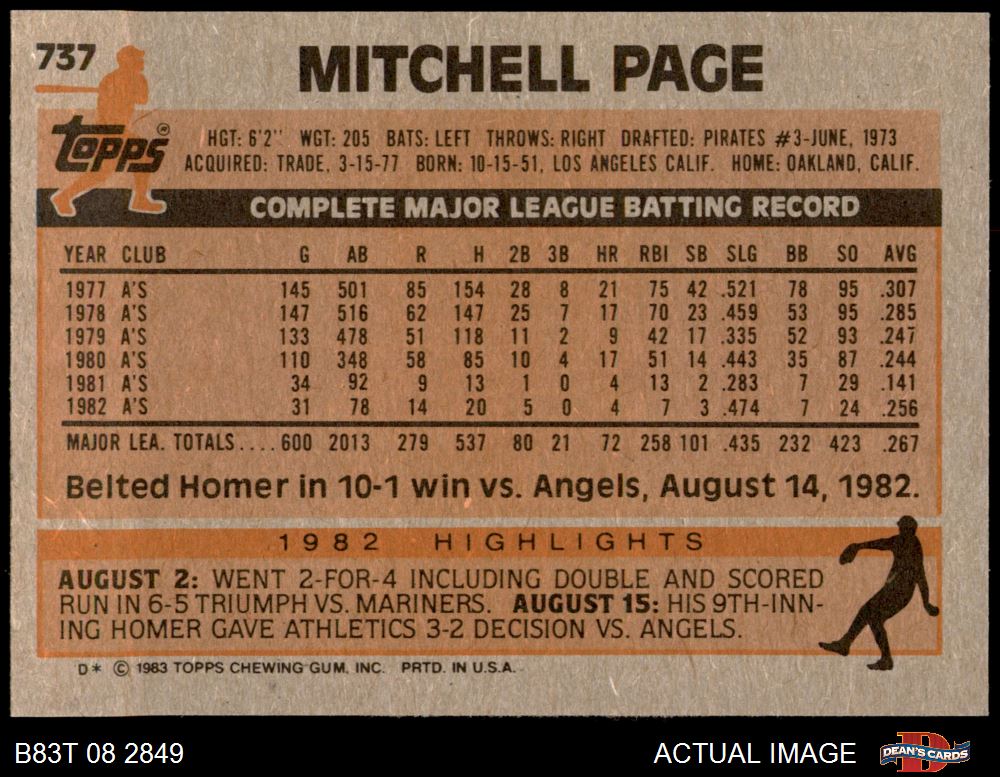 737
MITCHELL PAGE
Topps®
HGT: 6'2" WGT: 205 BATS: LEFT THROWS: RIGHT DRAFTED: PIRATES #3-JUNE, 1973
ACQUIRED: TRADE, 3-15-77 BORN: 10-15-51, LOS ANGELES CALIF. HOME: OAKLAND, CALIF.
COMPLETE MAJOR LEAGUE BATTING RECORD
YEAR CLUB G AB R H 2B 3B HR RBI SB SLG BB SO AVG
1977 A'S 145 501 85 154 28 8 21 75 42 .521 78 95 .307
1978 A'S 147 516 62 147 25 7 17 70 23 .459 53 95 .285
1979 A'S 133 478 51 118 11 2 9 42 17 .335 52 93 .247
1980 A'S 110 348 58 85 10 4 17 51 14 .443 35 87 .244
1981 A'S 34 92 9 13 1 0 4 13 2 .283 7 29 .141
1982 A'S 31 78 14 20 5 0 4 7 3 .474 7 24 .256
MAJOR LEA. TOTALS.... 600 2013 279 537 80 21 72 258 101 .435 232 423 .267
Belted Homer in 10-1 win vs. Angels, August 14, 1982.
1982 HIGHLIGHTS
AUGUST 2: WENT 2-FOR-4 INCLUDING DOUBLE AND SCORED
RUN IN 6-5 TRIUMPH VS. MARINERS. AUGUST 15: HIS 9TH-INN-
ING HOMER GAVE ATHLETICS 3-2 DECISION VS. ANGELS.
D* © 1983 TOPPS CHEWING GUM, INC. PRTD. IN U.S.A.
B83T 08 2849 ACTUAL IMAGE DEAN'S CARDS